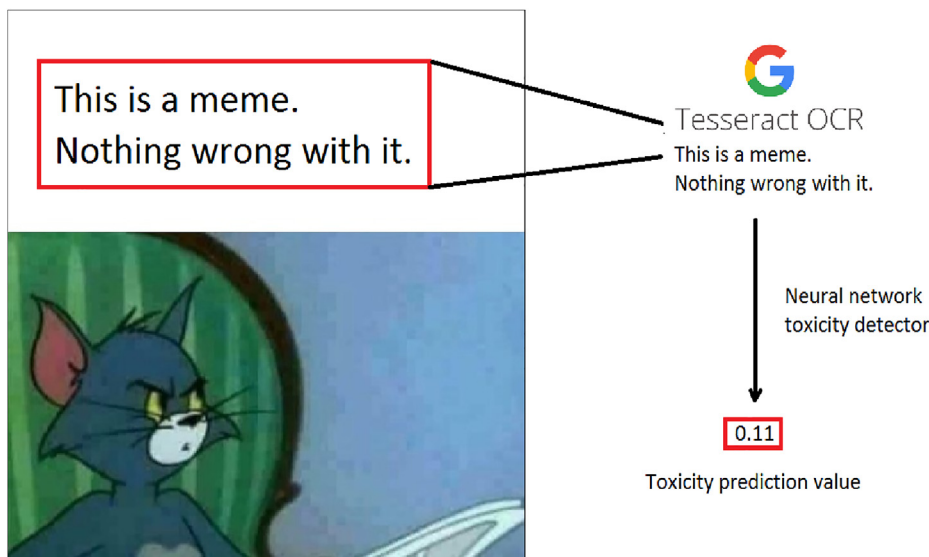 This is a meme.
Nothing wrong with it.
G
Tesseract OCR
This is a meme.
Nothing wrong with it.
Neural network
toxicity detector
0.11
Toxicity prediction value